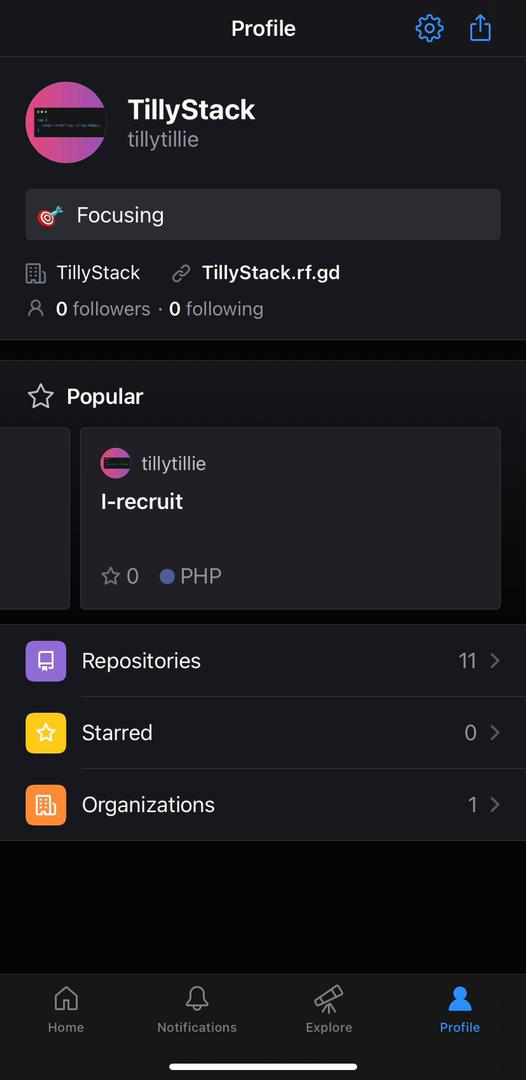 Profile
TillyStack
tillytillie
Focusing
TillyStack TillyStack.rf.gd
0 followers · 0 following
Popular
tillytillie
I-recruit
0 PHP
Repositories 11
Starred 0
Organizations 1
Home Notifications Explore Profile